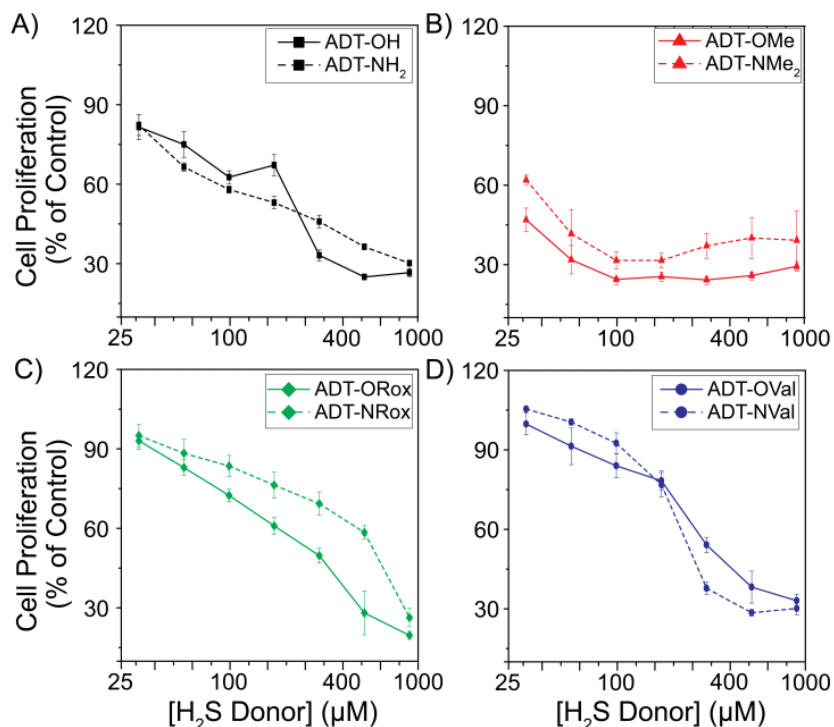 A)
120
90
60
30
25
100
400
1000
Cell Proliferation
(% of Control)
ADT-OH
ADT-NH₂
B)
120
90
60
30
25
100
400
1000
ADT-OMe
ADT-NMe₂
C)
120
90
60
30
25
100
400
1000
Cell Proliferation
(% of Control)
[H₂S Donor] (µM)
ADT-ORox
ADT-NRox
D)
120
90
60
30
25
100
400
1000
[H₂S Donor] (µM)
ADT-OVal
ADT-NVal